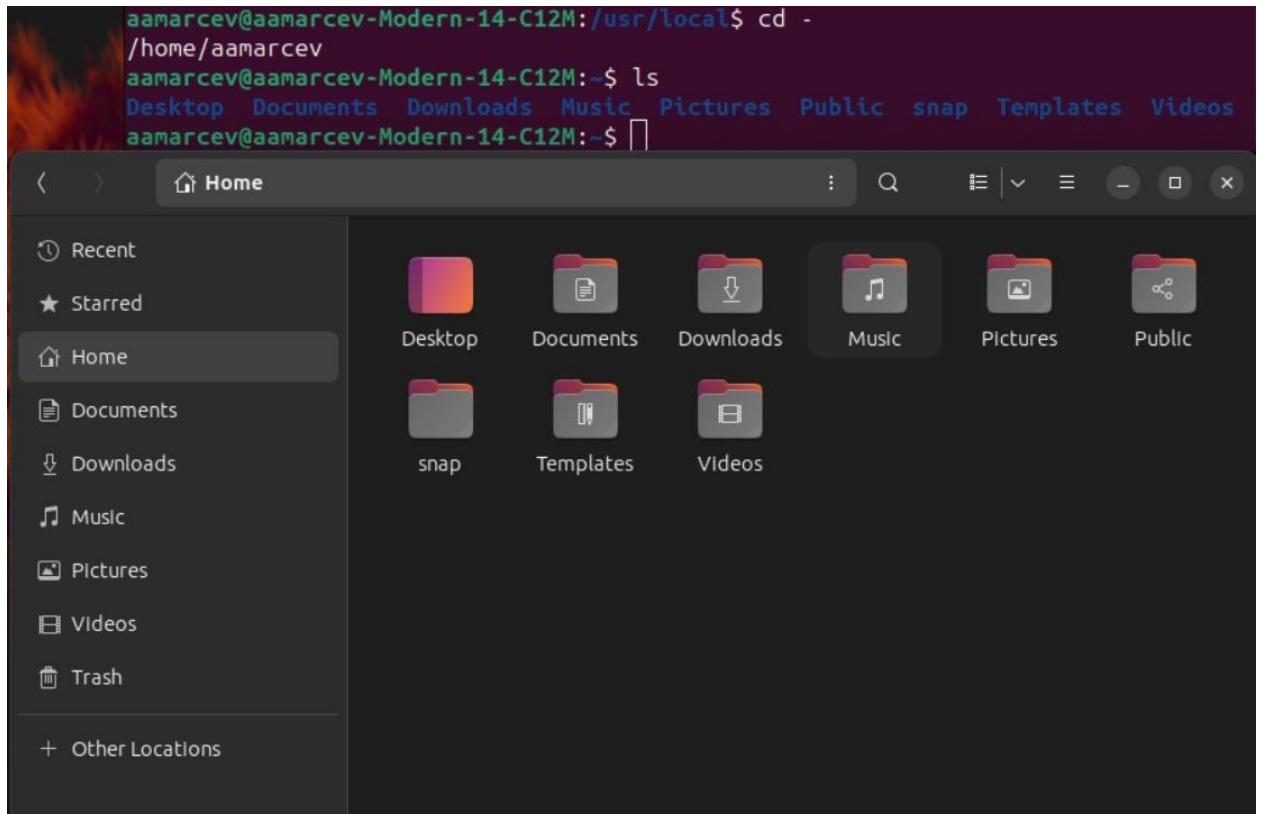 aamarcev@aamarcev-Modern-14-C12M:/usr/local$ cd -
/home/aamarcev
aamarcev@aamarcev-Modern-14-C12M:~$ ls
Desktop Documents Downloads Music Pictures Public snap Templates Videos
aamarcev@aamarcev-Modern-14-C12M:~$
Home
Recent
Starred
Home
Documents
Downloads
Music
Pictures
Videos
Trash
+ Other Locations
Desktop Documents Downloads Music Pictures Public
snap Templates Videos